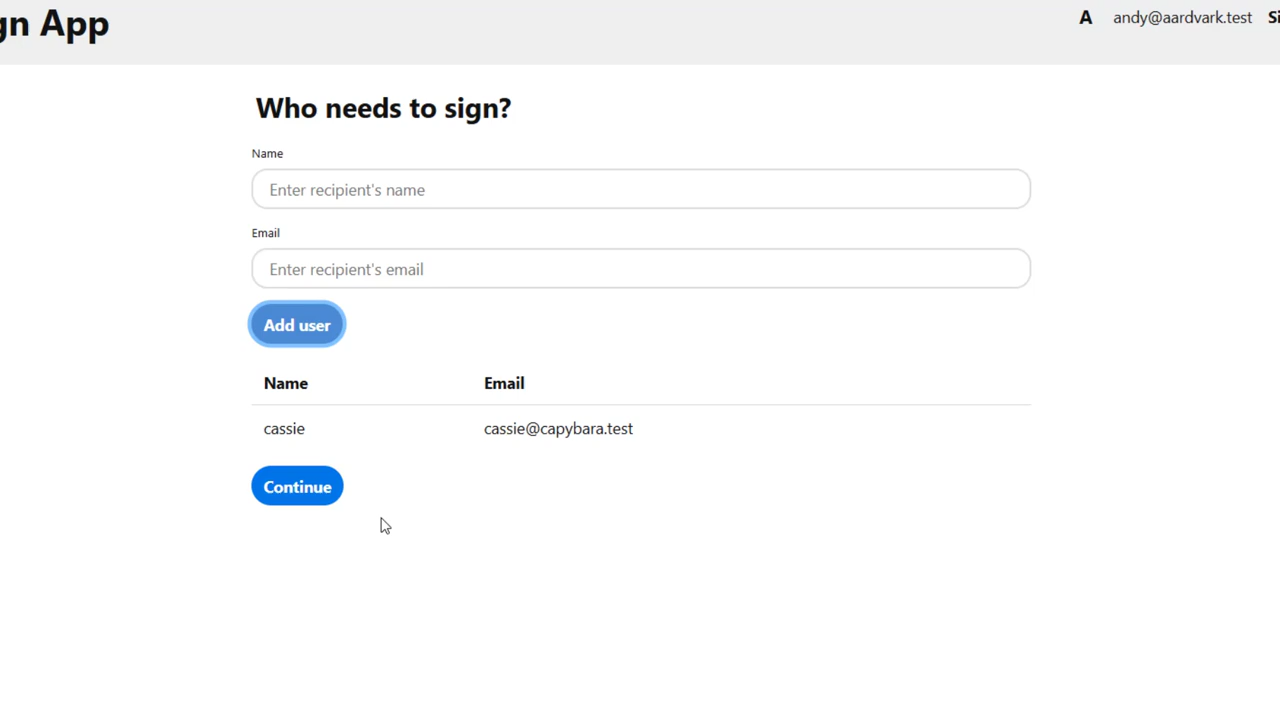 gn App
A andy@aardvark.test Si
Who needs to sign?
Name
Enter recipient's name
Email
Enter recipient's email
Add user
Name Email
cassie cassie@capybara.test
Continue